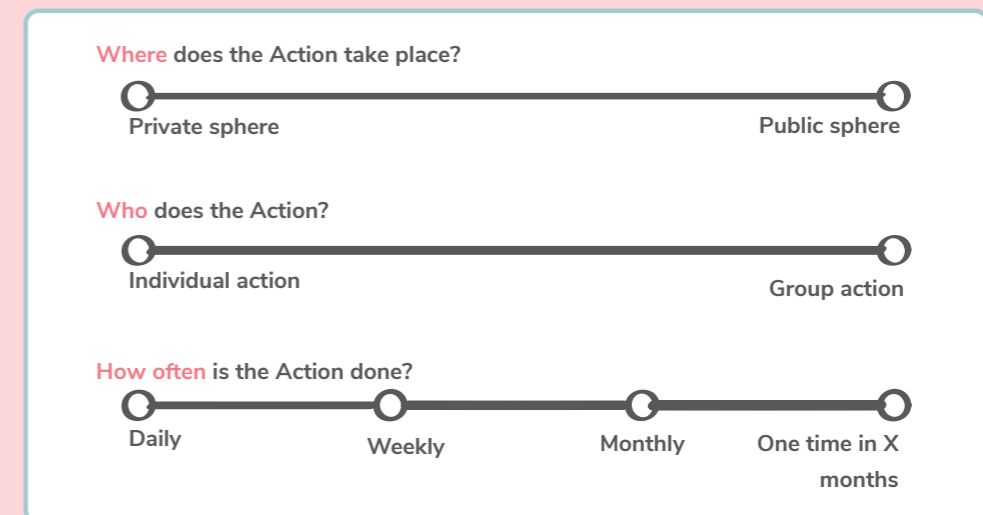 Where does the Action take place?
Private sphere
Public sphere
Who does the Action?
Individual action
Group action
How often is the Action done?
Daily
Weekly
Monthly
One time in X
months